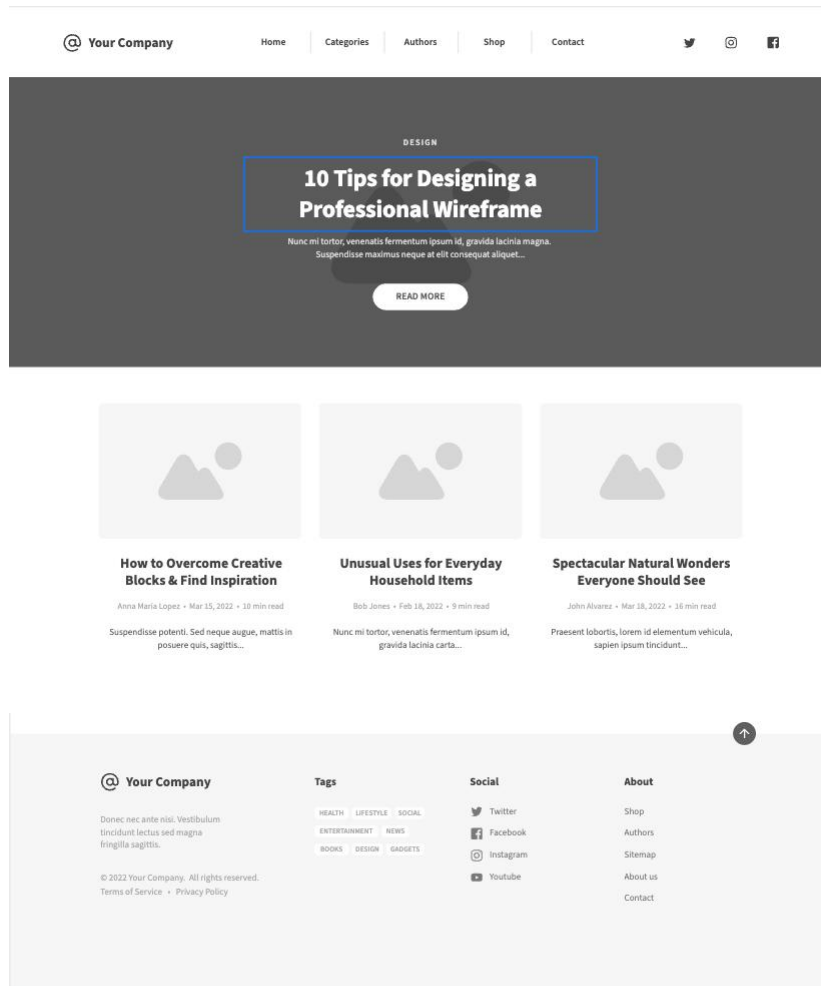 @ Your Company
Home
Categories
Authors
Shop
Contact
DESIGN
10 Tips for Designing a
Professional Wireframe
Nunc mi tortor, venenatis fermentum ipsum id, gravida lacinia magna.
Suspendisse maximus neque at elit consequat aliquet...
READ MORE
How to Overcome Creative
Blocks & Find Inspiration
Anna Maria Lopez • Mar 15, 2022 • 10 min read
Suspendisse potenti. Sed neque augue, mattis in
posuere quis, sagittis...
Unusual Uses for Everyday
Household Items
Bob Jones • Feb 18, 2022 • 9 min read
Nunc mi tortor, venenatis fermentum ipsum id,
gravida lacinia carta...
Spectacular Natural Wonders
Everyone Should See
John Alvarez • Mar 18, 2022 • 16 min read
Praesent lobortis, lorem id elementum vehicula,
sapien ipsum tincidunt...
@ Your Company
Donec nec ante nisi. Vestibulum
tincidunt lectus sed magna
fringilla sagittis.
© 2022 Your Company. All rights reserved.
Terms of Service • Privacy Policy
Tags
HEALTH LIFESTYLE SOCIAL
ENTERTAINMENT NEWS
BOOKS DESIGN GADGETS
Social
Twitter
Facebook
Instagram
Youtube
About
Shop
Authors
Sitemap
About us
Contact